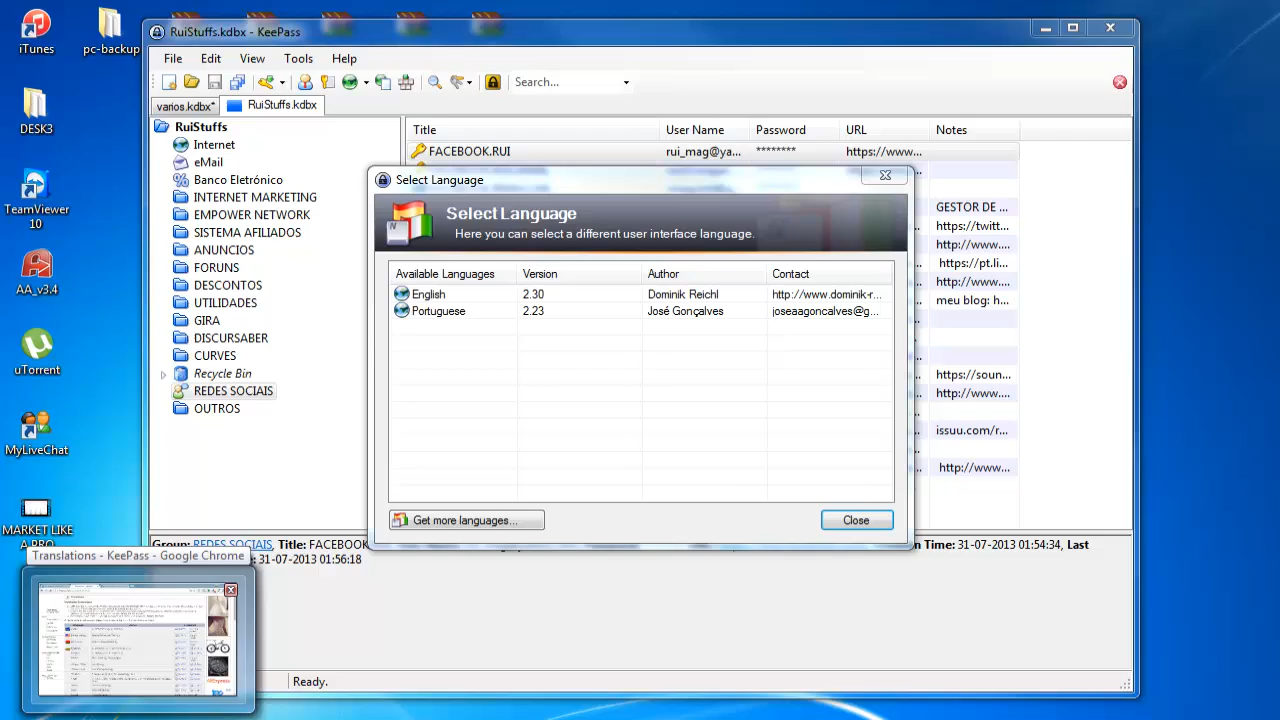 iTunes
pc-backup
DESK3
TeamViewer
10
AA_v3.4
uTorrent
MyLiveChat
MARKET LIKE
A PRO
RuiStuffs.kdbx - KeePass
File Edit View Tools Help
Search...
varios.kdbx* RuiStuffs.kdbx
RuiStuffs
Internet
eMail
Banco Eletrónico
INTERNET MARKETING
EMPOWER NETWORK
SISTEMA AFILIADOS
ANUNCIOS
FORUNS
DESCONTOS
UTILIDADES
GIRA
DISCURSABER
CURVES
Recycle Bin
REDES SOCIAIS
OUTROS
Title User Name Password URL Notes
FACEBOOK.RUI rui_mag@ya... ******** https://www...
GESTOR DE ...
https://twitt...
http://www....
https://pt.li...
http://www....
meu blog: h...
https://soun...
http://www....
issuu.com/r...
http://www...
Select Language
Select Language
Here you can select a different user interface language.
Available Languages Version Author Contact
English 2.30 Dominik Reichl http://www.dominik-r...
Portuguese 2.23 José Gonçalves joseaagoncalves@g...
Get more languages... Close
Group: REDES SOCIAIS, Title: FACEBOOK
on Time: 31-07-2013 01:54:34, Last
: 31-07-2013 01:56:18
Translations - KeePass - Google Chrome
Ready.